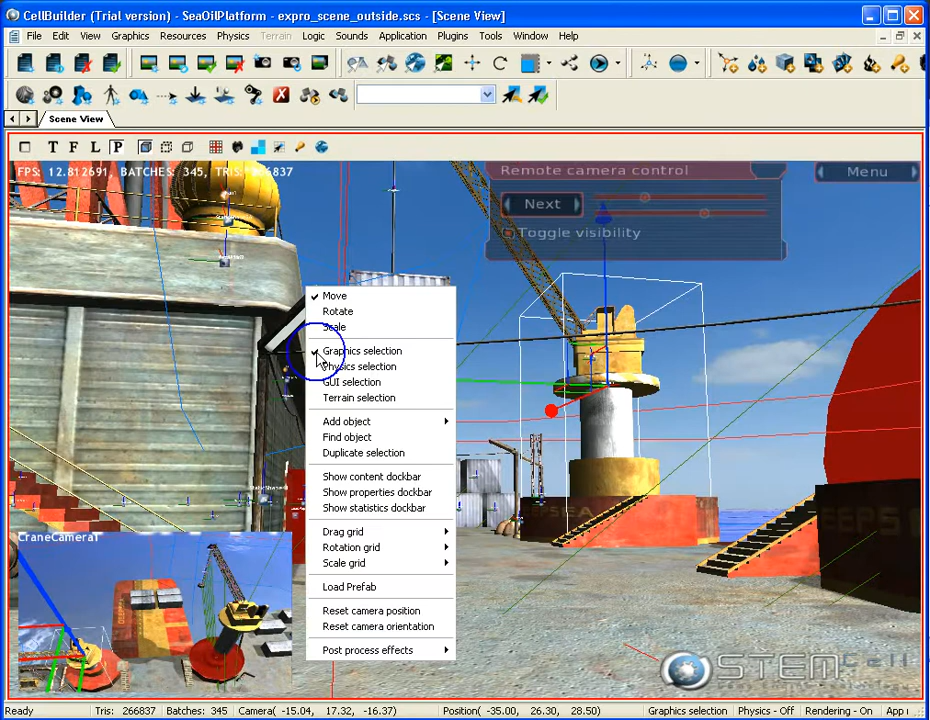 CellBuilder (Trial version) - SeaOilPlatform - expro_scene_outside.scs - [Scene View]
File Edit View Graphics Resources Physics Terrain Logic Sounds Application Plugins Tools Window Help
Scene View
T F L P
FPS: 12.812691, BATCHES: 345, TRIS: 266837
Remote camera control
Menu
Next
Toggle visibility
Move
Rotate
Scale
Graphics selection
Physics selection
GUI selection
Terrain selection
Add object
Find object
Duplicate selection
Show content dockbar
Show properties dockbar
Show statistics dockbar
Drag grid
Rotation grid
Scale grid
Load Prefab
Reset camera position
Reset camera orientation
Post process effects
CraneCamera1
STEMCell
Ready Tris: 266837 Batches: 345 Camera( -15.04, 17.32, -16.37) Position( -35.00, 26.30, 28.50) Graphics selection Physics - Off Rendering - On App